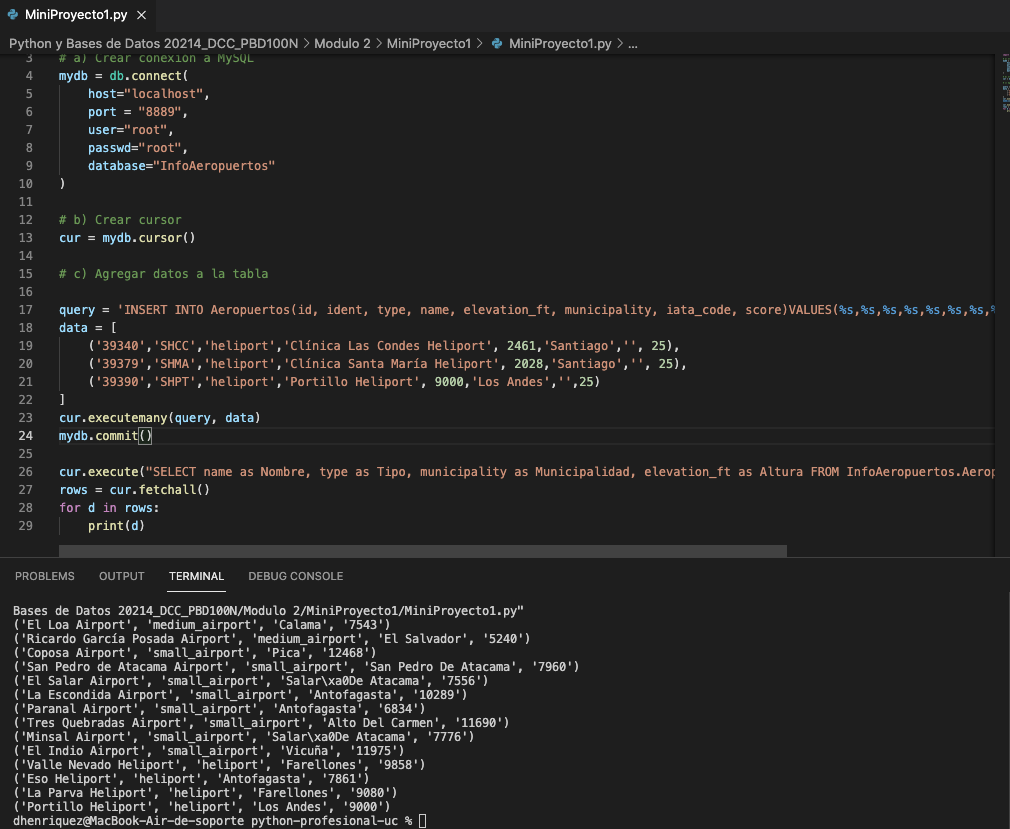 MiniProyecto1.py
Python y Bases de Datos 20214_DCC_PBD100N > Modulo 2 > MiniProyecto1 > MiniProyecto1.py > ...
3 # a) Crear conexión a MySQL
4 mydb = db.connect(
5 host="localhost",
6 port = "8889",
7 user="root",
8 passwd="root",
9 database="InfoAeropuertos"
10 )
11
12 # b) Crear cursor
13 cur = mydb.cursor()
14
15 # c) Agregar datos a la tabla
16
17 query = 'INSERT INTO Aeropuertos(id, ident, type, name, elevation_ft, municipality, iata_code, score)VALUES(%s,%s,%s,%s,%s,%s,%s,%
18 data = [
19 ('39340','SHCC','heliport','Clínica Las Condes Heliport', 2461,'Santiago','', 25),
20 ('39379','SHMA','heliport','Clínica Santa María Heliport', 2028,'Santiago','', 25),
21 ('39390','SHPT','heliport','Portillo Heliport', 9000,'Los Andes','',25)
22 ]
23 cur.executemany(query, data)
24 mydb.commit()
25
26 cur.execute("SELECT name as Nombre, type as Tipo, municipality as Municipalidad, elevation_ft as Altura FROM InfoAeropuertos.Aerop
27 rows = cur.fetchall()
28 for d in rows:
29 print(d)
PROBLEMS OUTPUT TERMINAL DEBUG CONSOLE
Bases de Datos 20214_DCC_PBD100N/Modulo 2/MiniProyecto1/MiniProyecto1.py"
('El Loa Airport', 'medium_airport', 'Calama', '7543')
('Ricardo García Posada Airport', 'medium_airport', 'El Salvador', '5240')
('Coposa Airport', 'small_airport', 'Pica', '12468')
('San Pedro de Atacama Airport', 'small_airport', 'San Pedro De Atacama', '7960')
('El Salar Airport', 'small_airport', 'Salar\xa0De Atacama', '7556')
('La Escondida Airport', 'small_airport', 'Antofagasta', '10289')
('Paranal Airport', 'small_airport', 'Antofagasta', '6834')
('Tres Quebradas Airport', 'small_airport', 'Alto Del Carmen', '11690')
('Minsal Airport', 'small_airport', 'Salar\xa0De Atacama', '7776')
('El Indio Airport', 'small_airport', 'Vicuña', '11975')
('Valle Nevado Heliport', 'heliport', 'Farellones', '9858')
('Eso Heliport', 'heliport', 'Antofagasta', '7861')
('La Parva Heliport', 'heliport', 'Farellones', '9080')
('Portillo Heliport', 'heliport', 'Los Andes', '9000')
dhenriquez@MacBook-Air-de-soporte python-profesional-uc %